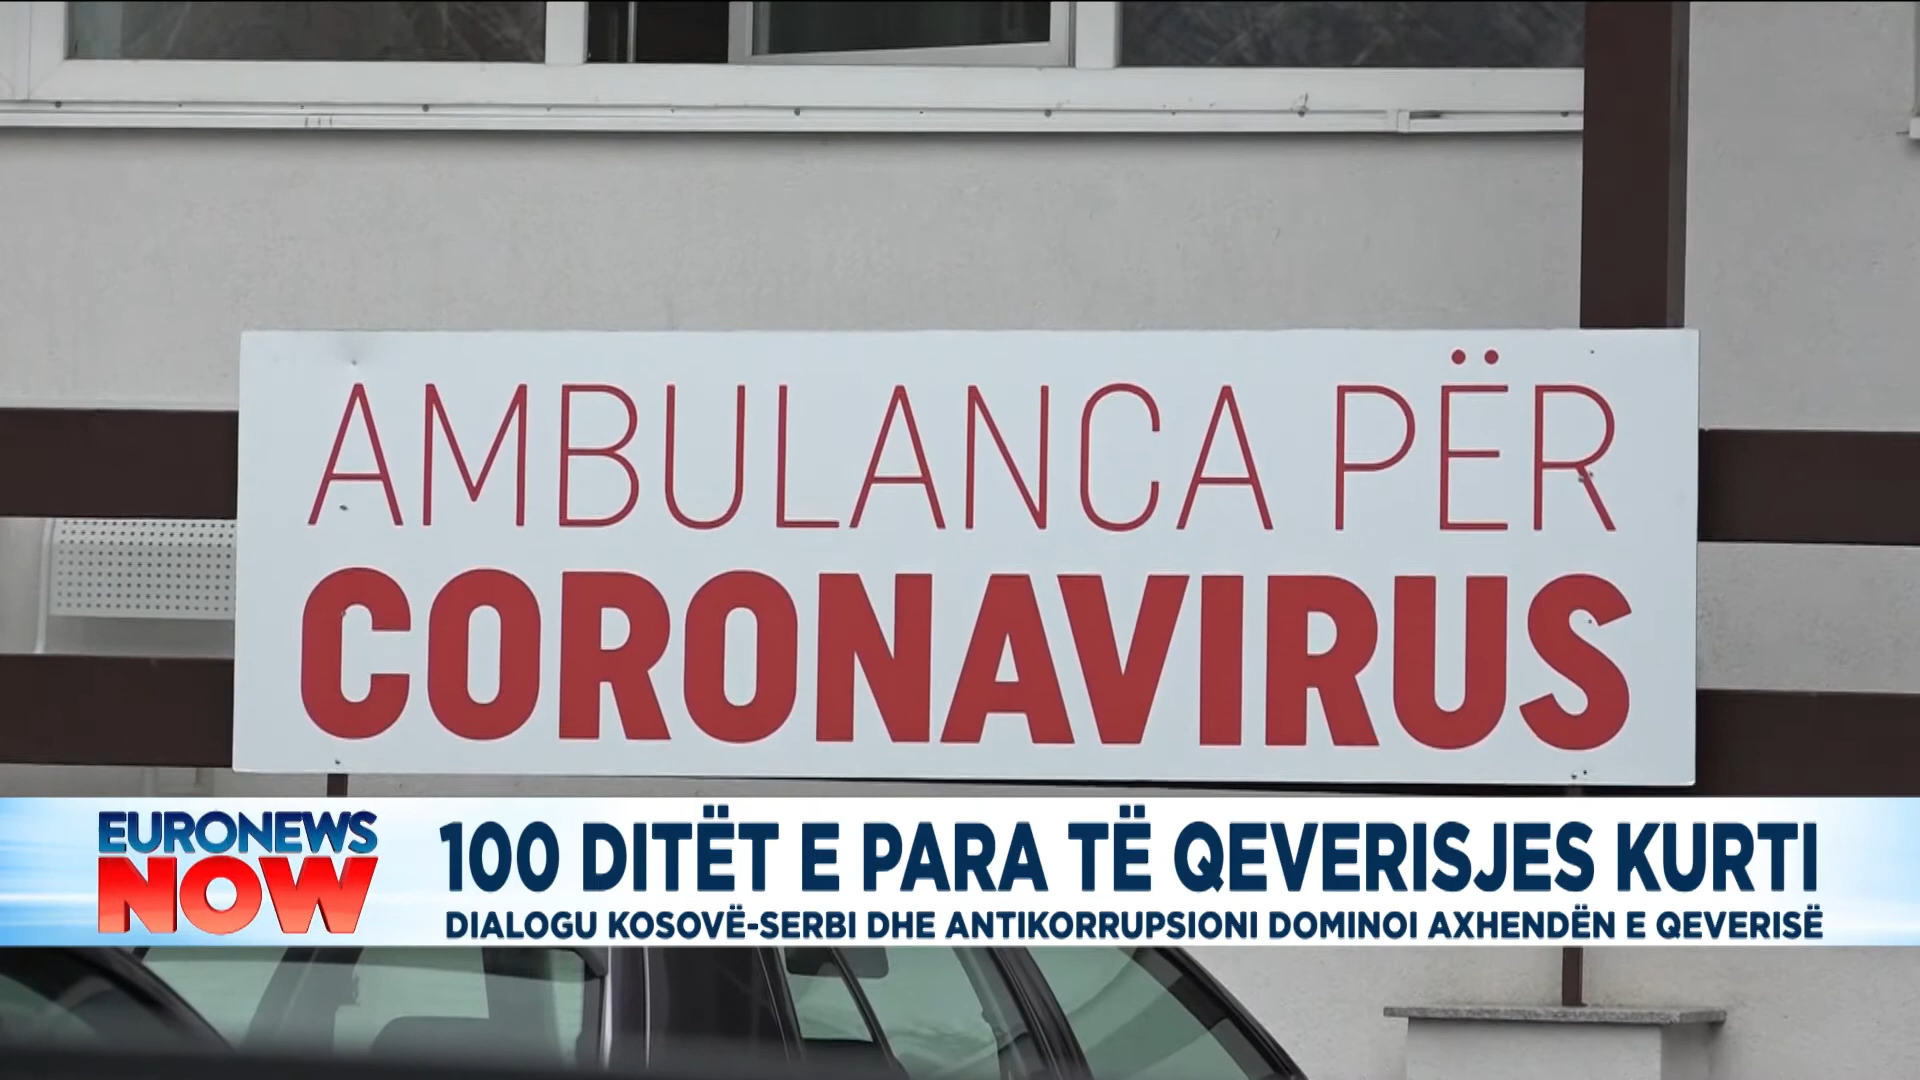 AMBULANCA PËR
CORONAVIRUS
EURONEWS
NOW
100 DITËT E PARA TË QEVERISJES KURTI
DIALOGU KOSOVË-SERBI DHE ANTIKORRUPSIONI DOMINOI AXHENDËN E QEVERISË